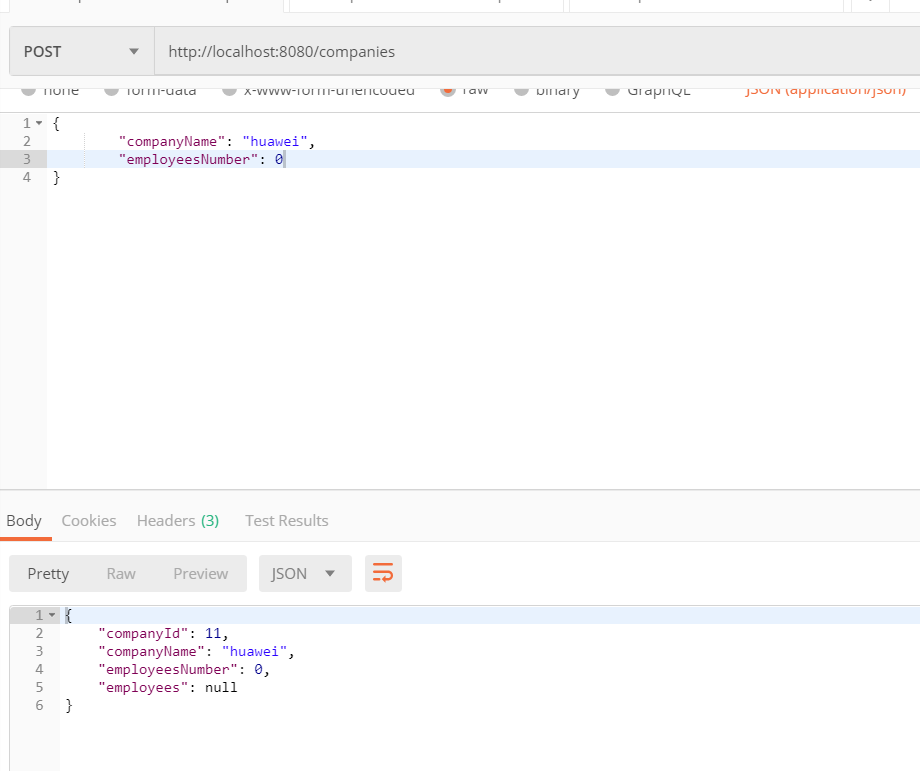 POST http://localhost:8080/companies
none form-data x-www-form-urlencoded raw binary GraphQL JSON (application/json)
1 {
2 "companyName": "huawei",
3 "employeesNumber": 0
4 }
Body Cookies Headers (3) Test Results
Pretty Raw Preview JSON
1 {
2 "companyId": 11,
3 "companyName": "huawei",
4 "employeesNumber": 0,
5 "employees": null
6 }